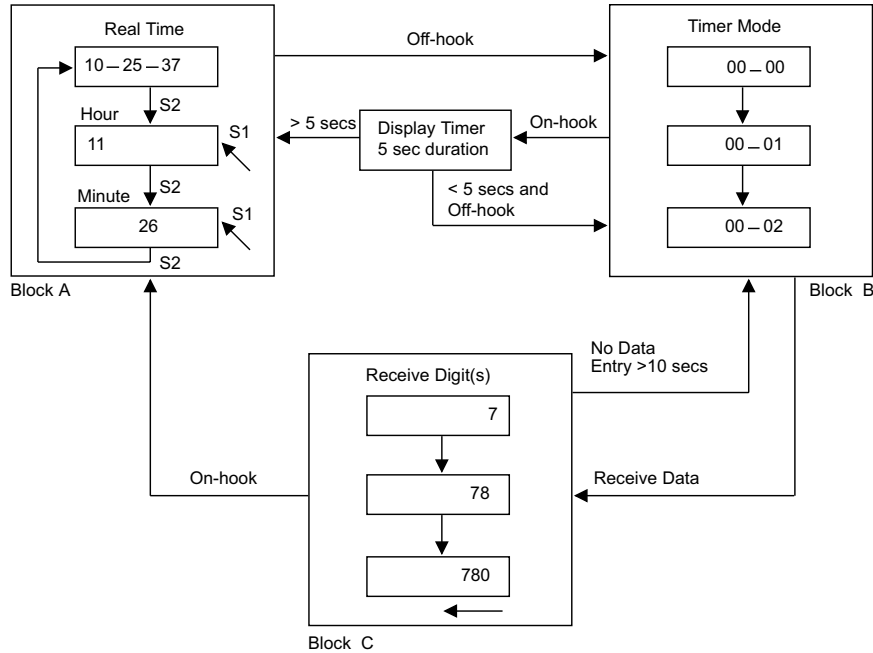 Real Time
10 – 25 – 37
S2
Hour
11
S1
S2
Minute
26
S1
S2
Block A
Off-hook
> 5 secs
Display Timer
5 sec duration
On-hook
< 5 secs and
Off-hook
Timer Mode
00 – 00
00 – 01
00 – 02
Block B
No Data
Entry >10 secs
Receive Data
On-hook
Receive Digit(s)
7
78
780
Block C